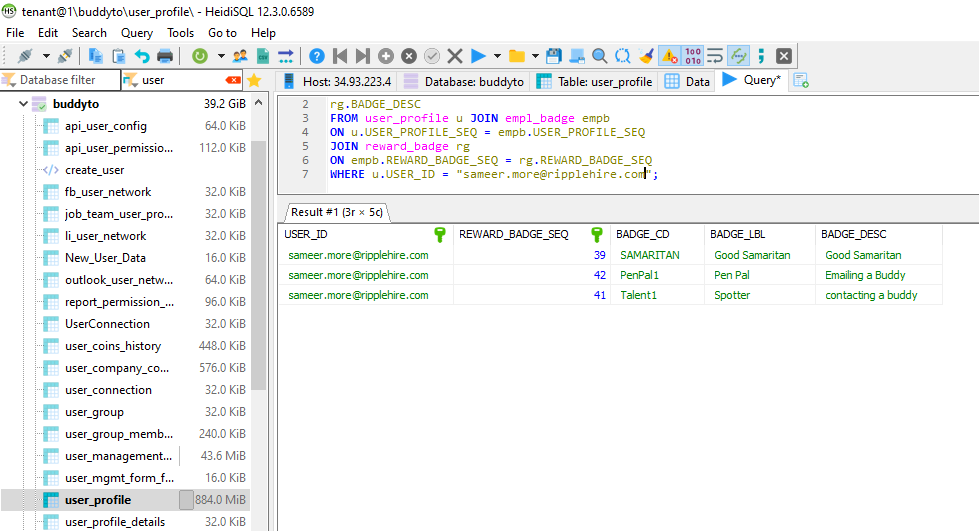 tenant@1\buddyto\user_profile\ - HeidiSQL 12.3.0.6589
File Edit Search Query Tools Go to Help
Database filter user Host: 34.93.223.4 Database: buddyto Table: user_profile Data Query*
buddyto 39.2 GiB
api_user_config 64.0 KiB
api_user_permissio... 112.0 KiB
create_user
fb_user_network 32.0 KiB
job_team_user_pro... 32.0 KiB
li_user_network 32.0 KiB
New_User_Data 16.0 KiB
outlook_user_netw... 64.0 KiB
report_permission_... 96.0 KiB
UserConnection 32.0 KiB
user_coins_history 448.0 KiB
user_company_co... 576.0 KiB
user_connection 32.0 KiB
user_group 32.0 KiB
user_group_memb... 240.0 KiB
user_management... 43.6 MiB
user_mgmt_form_f... 16.0 KiB
user_profile 884.0 MiB
user_profile_details 32.0 KiB
2 rg.BADGE_DESC
3 FROM user_profile u JOIN empl_badge empb
4 ON u.USER_PROFILE_SEQ = empb.USER_PROFILE_SEQ
5 JOIN reward_badge rg
6 ON empb.REWARD_BADGE_SEQ = rg.REWARD_BADGE_SEQ
7 WHERE u.USER_ID = "sameer.more@ripplehire.com";
Result #1 (3r × 5c)
USER_ID REWARD_BADGE_SEQ BADGE_CD BADGE_LBL BADGE_DESC
sameer.more@ripplehire.com 39 SAMARITAN Good Samaritan Good Samaritan
sameer.more@ripplehire.com 42 PenPal1 Pen Pal Emailing a Buddy
sameer.more@ripplehire.com 41 Talent1 Spotter contacting a buddy